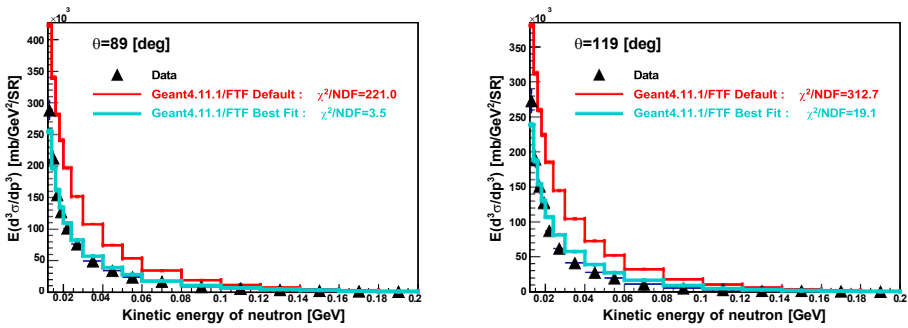 ×10³
θ=89 [deg]
Data
Geant4.11.1/FTF Default : χ²/NDF=221.0
Geant4.11.1/FTF Best Fit : χ²/NDF=3.5
E(d³σ/dp³) [mb/GeV²/SR]
400
350
300
250
200
150
100
50
0
0.02 0.04 0.06 0.08 0.1 0.12 0.14 0.16 0.18 0.2
Kinetic energy of neutron [GeV]
×10³
θ=119 [deg]
Data
Geant4.11.1/FTF Default : χ²/NDF=312.7
Geant4.11.1/FTF Best Fit : χ²/NDF=19.1
E(d³σ/dp³) [mb/GeV²/SR]
350
300
250
200
150
100
50
0
0.02 0.04 0.06 0.08 0.1 0.12 0.14 0.16 0.18 0.2
Kinetic energy of neutron [GeV]